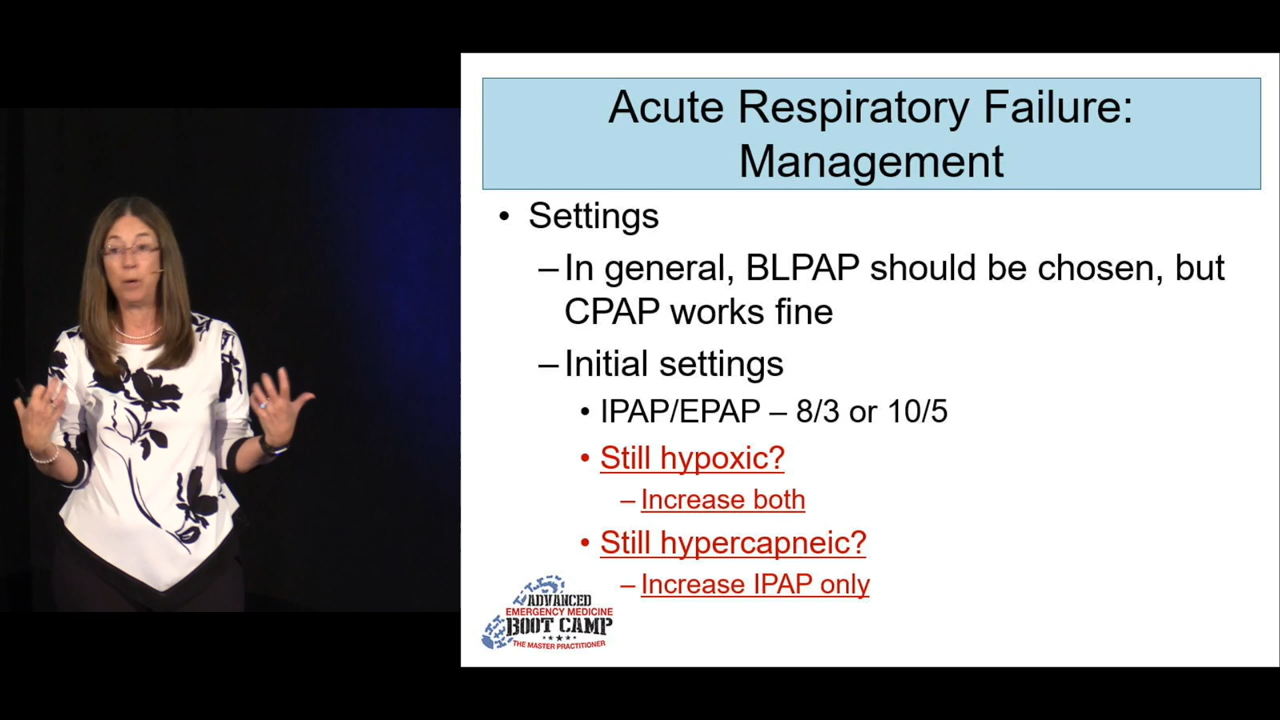 Acute Respiratory Failure:
Management
• Settings
–In general, BLPAP should be chosen, but
CPAP works fine
–Initial settings
• IPAP/EPAP – 8/3 or 10/5
• Still hypoxic?
– Increase both
• Still hypercapneic?
– Increase IPAP only
ADVANCED
EMERGENCY MEDICINE
BOOT CAMP
THE MASTER PRACTITIONER